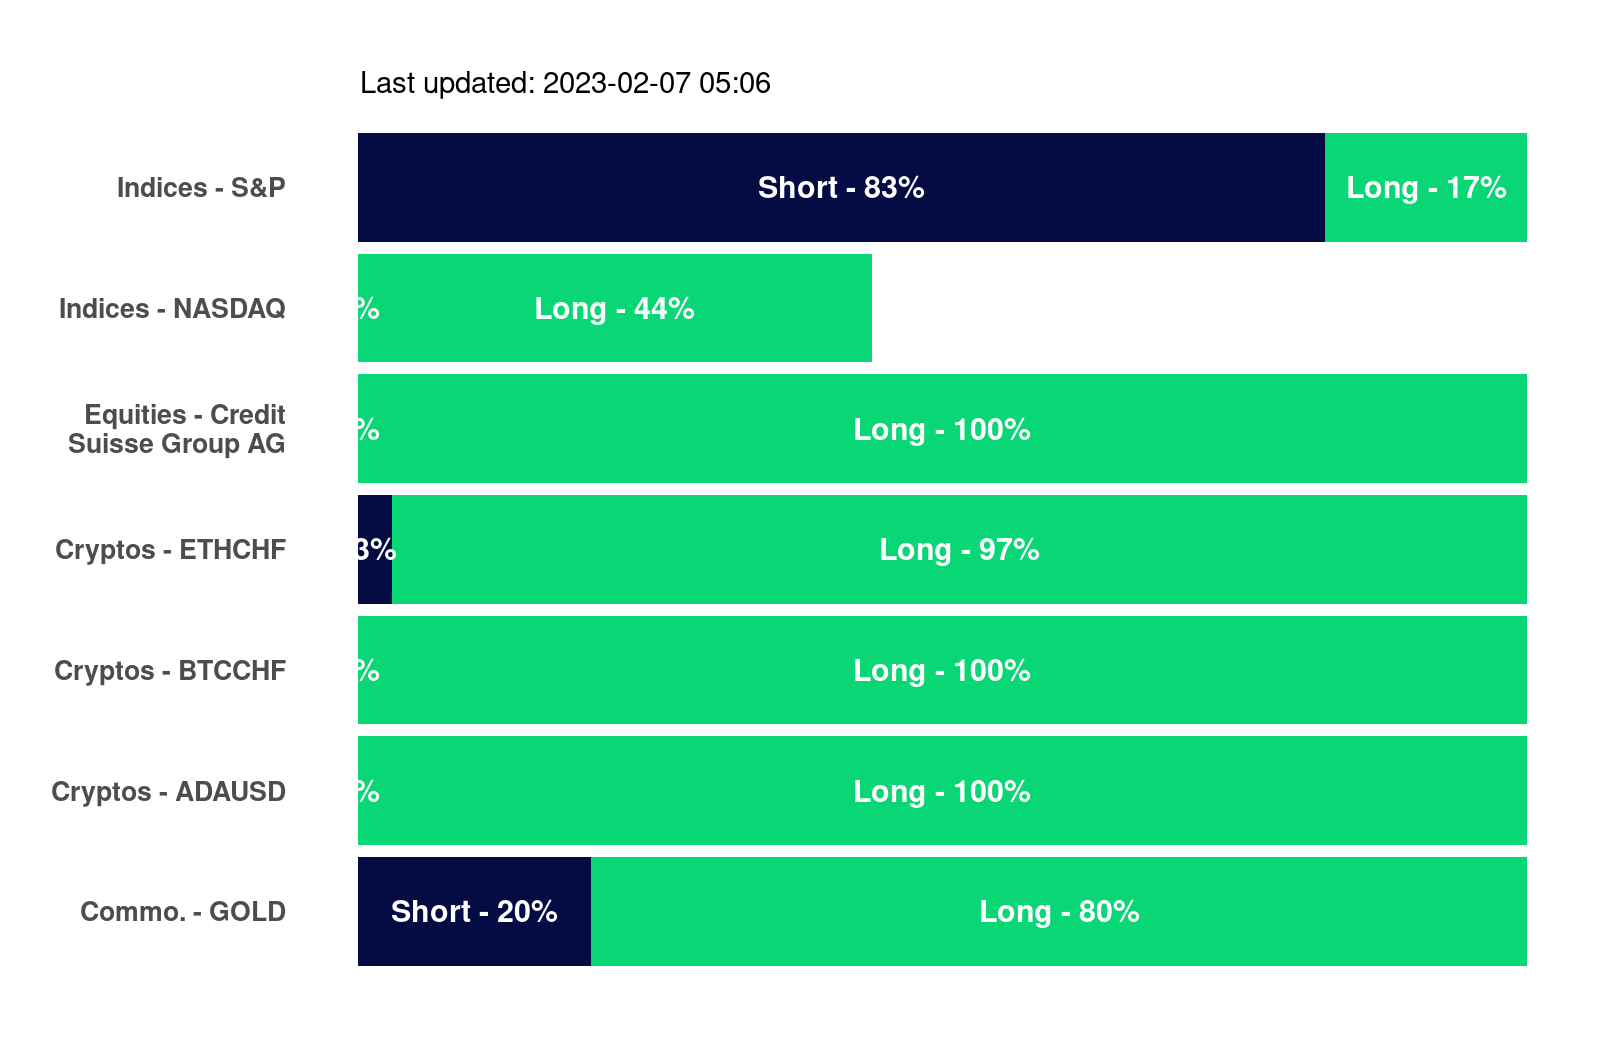 Last updated: 2023-02-07 05:06
Indices - S&P
Short - 83%
Long - 17%
Indices - NASDAQ
%
Long - 44%
Equities - Credit
Suisse Group AG
%
Long - 100%
Cryptos - ETHCHF
3%
Long - 97%
Cryptos - BTCCHF
%
Long - 100%
Cryptos - ADAUSD
%
Long - 100%
Commo. - GOLD
Short - 20%
Long - 80%